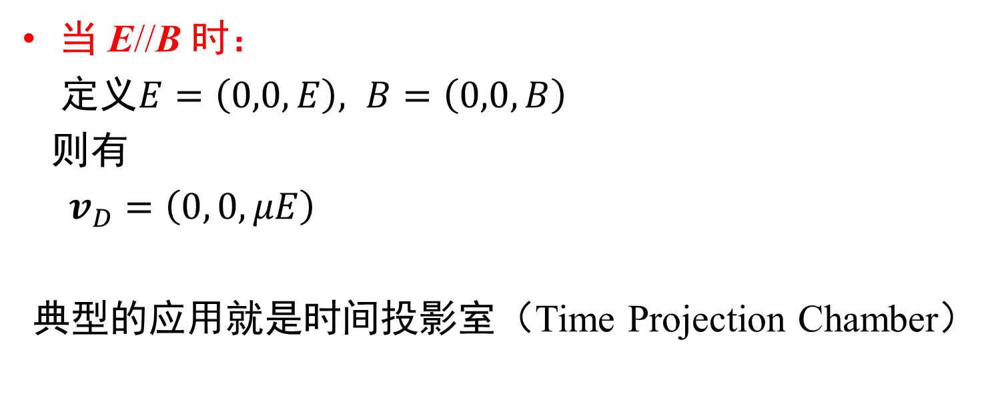 • 当 E//B 时：
定义E = (0,0, E), B = (0,0, B)
则有
v_D = (0, 0, μE)
典型的应用就是时间投影室（Time Projection Chamber）